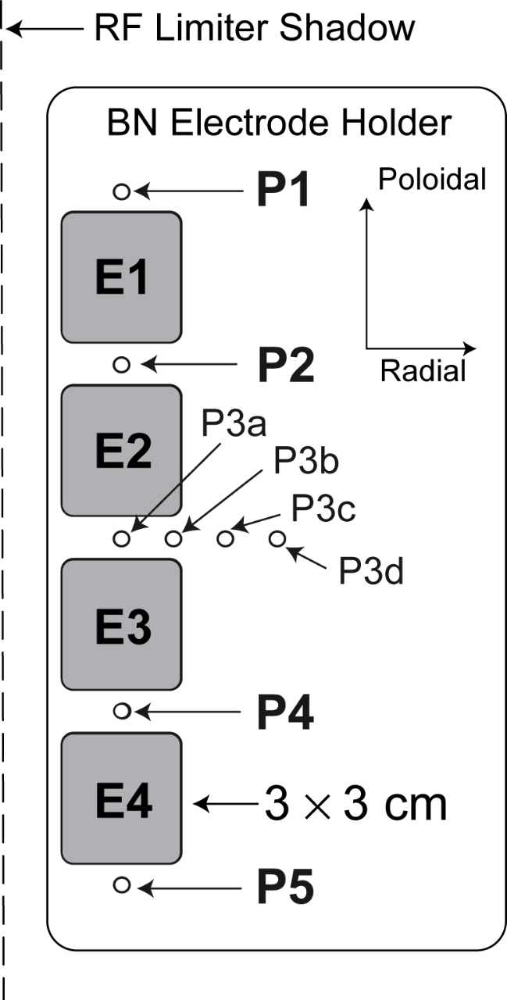 RF Limiter Shadow
BN Electrode Holder
P1
Poloidal
E1
P2
Radial
P3a
E2
P3b
P3c
P3d
E3
P4
E4
3 × 3 cm
P5